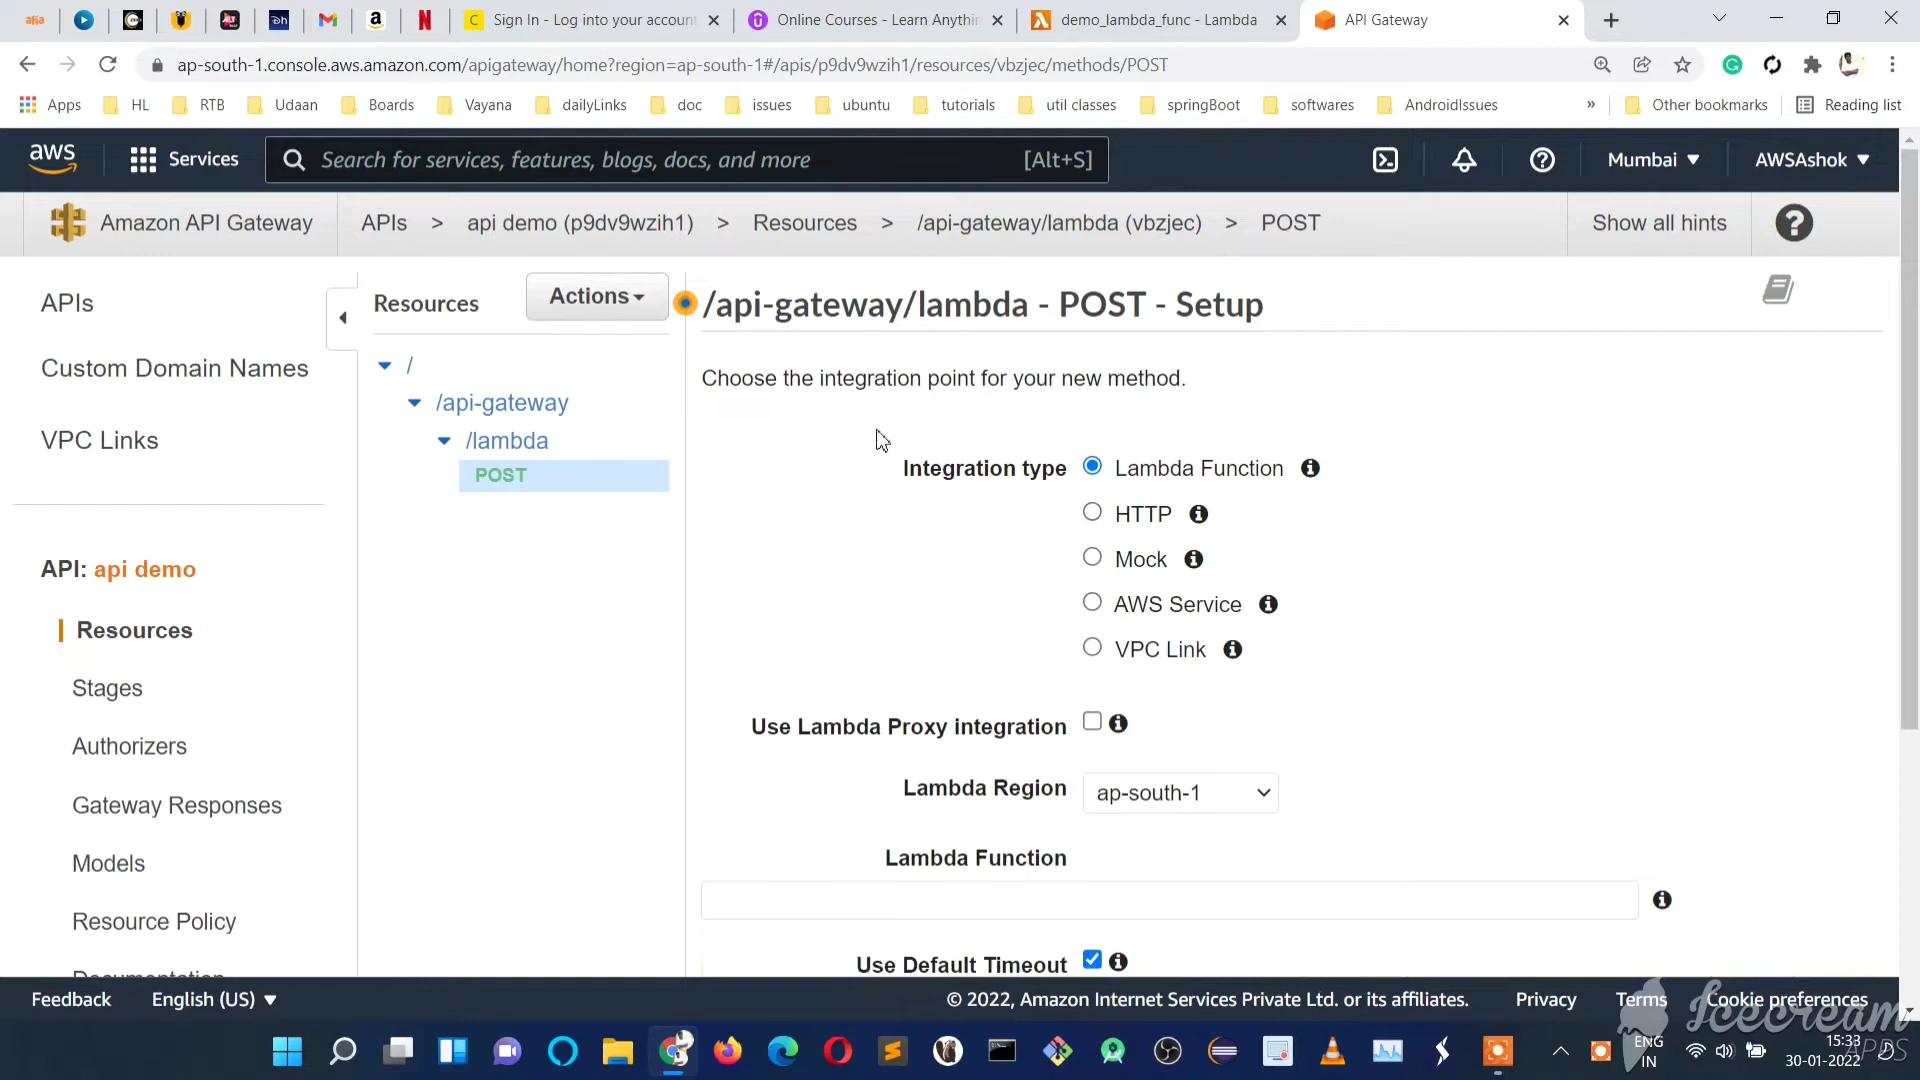 Sign In - Log into your account
Online Courses - Learn Anythin
demo_lambda_func - Lambda
API Gateway
ap-south-1.console.aws.amazon.com/apigateway/home?region=ap-south-1#/apis/p9dv9wzih1/resources/vbzjec/methods/POST
Apps HL RTB Udaan Boards Vayana dailyLinks doc issues ubuntu tutorials util classes springBoot softwares AndroidIssues » Other bookmarks Reading list
aws Services Search for services, features, blogs, docs, and more [Alt+S] Mumbai AWSAshok
Amazon API Gateway APIs > api demo (p9dv9wzih1) > Resources > /api-gateway/lambda (vbzjec) > POST Show all hints
APIs
Custom Domain Names
VPC Links
API: api demo
Resources
Stages
Authorizers
Gateway Responses
Models
Resource Policy
Documentation
Resources Actions
/
/api-gateway
/lambda
POST
/api-gateway/lambda - POST - Setup
Choose the integration point for your new method.
Integration type Lambda Function
HTTP
Mock
AWS Service
VPC Link
Use Lambda Proxy integration
Lambda Region ap-south-1
Lambda Function
Use Default Timeout
Feedback English (US) © 2022, Amazon Internet Services Private Ltd. or its affiliates. Privacy Terms Cookie preferences
Icecream
APPS
ENG
IN
15:33
30-01-2022